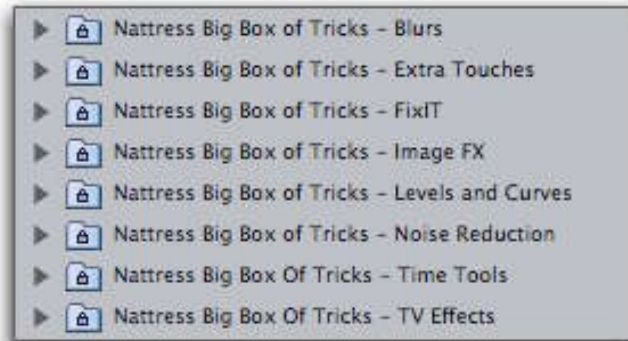 Nattress Big Box of Tricks – Blurs
Nattress Big Box of Tricks – Extra Touches
Nattress Big Box of Tricks – FixIT
Nattress Big Box of Tricks – Image FX
Nattress Big Box of Tricks – Levels and Curves
Nattress Big Box of Tricks – Noise Reduction
Nattress Big Box Of Tricks – Time Tools
Nattress Big Box Of Tricks – TV Effects